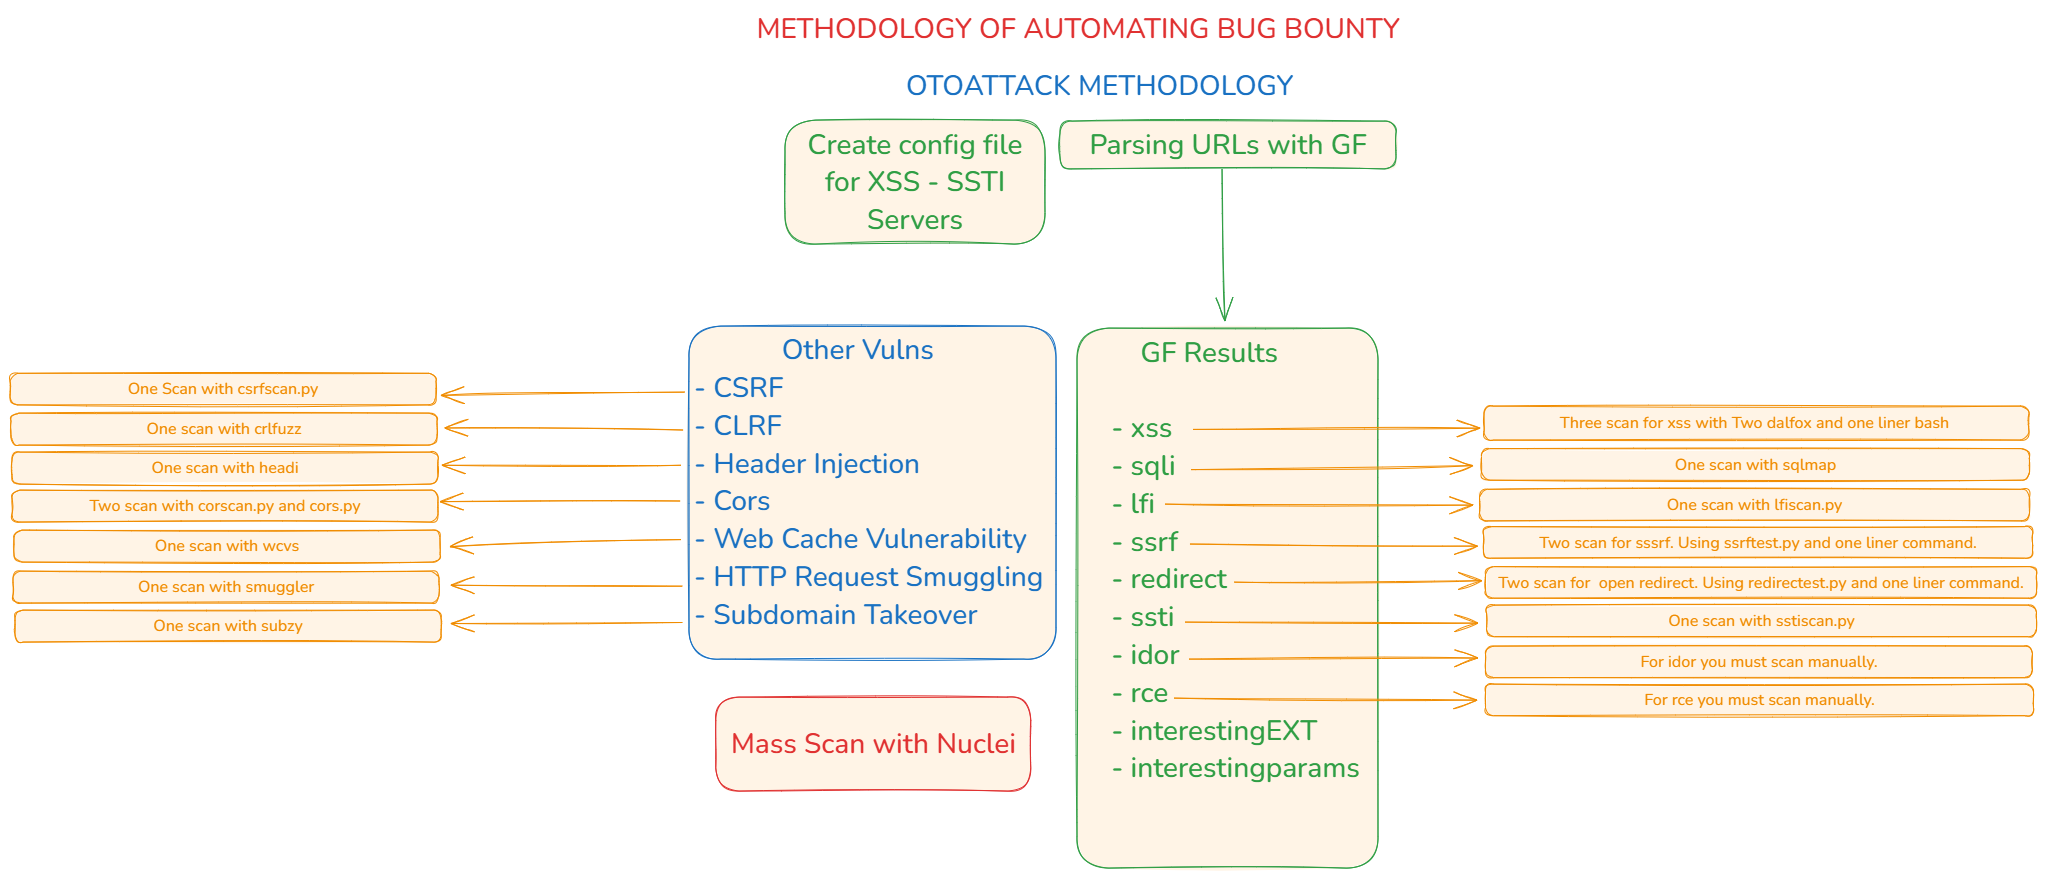 METHODOLOGY OF AUTOMATING BUG BOUNTY
OTOATTACK METHODOLOGY
Create config file
for XSS - SSTI
Servers
Parsing URLs with GF
Other Vulns
- CSRF
- CLRF
- Header Injection
- Cors
- Web Cache Vulnerability
- HTTP Request Smuggling
- Subdomain Takeover
One Scan with csrfscan.py
One scan with crlfuzz
One scan with headi
Two scan with corscan.py and cors.py
One scan with wcvs
One scan with smuggler
One scan with subzy
Mass Scan with Nuclei
GF Results
- xss
- sqli
- lfi
- ssrf
- redirect
- ssti
- idor
- rce
- interestingEXT
- interestingparams
Three scan for xss with Two dalfox and one liner bash
One scan with sqlmap
One scan with lfiscan.py
Two scan for sssrf. Using ssrftest.py and one liner command.
Two scan for  open redirect. Using redirectest.py and one liner command.
One scan with sstiscan.py
For idor you must scan manually.
For rce you must scan manually.